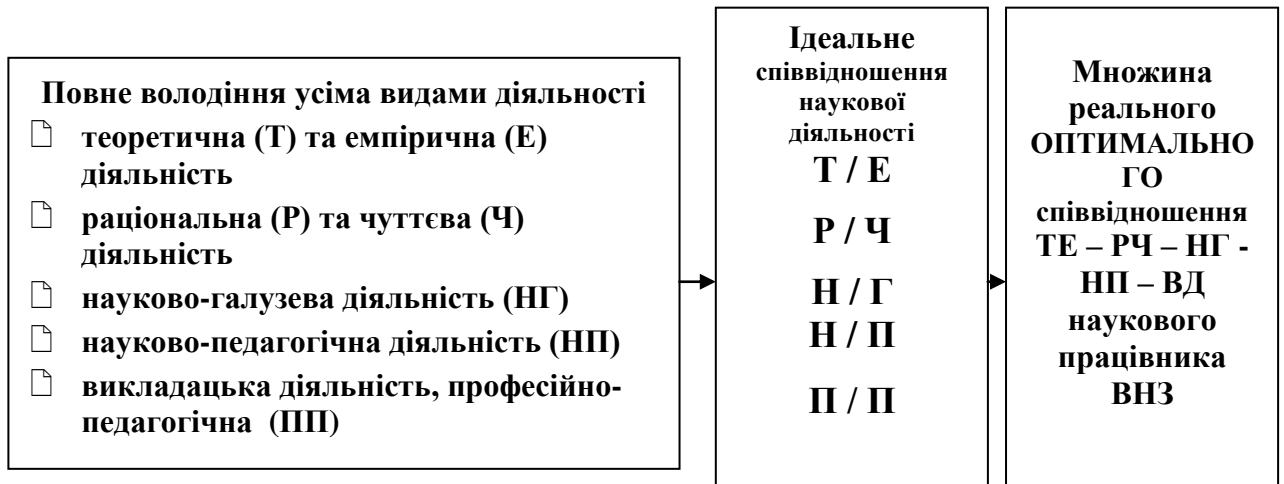 Повне володіння усіма видами діяльності
теоретична (Т) та емпірична (Е)
діяльність
раціональна (Р) та чуттєва (Ч)
діяльність
науково-галузева діяльність (НГ)
науково-педагогічна діяльність (НП)
викладацька діяльність, професійно-
педагогічна (ПП)
Ідеальне
співвідношення
наукової
діяльності
Т / Е
Р / Ч
Н / Г
Н / П
П / П
Множина
реального
ОПТИМАЛЬНО
ГО
співвідношення
ТЕ – РЧ – НГ -
НП – ВД
наукового
працівника
ВНЗ